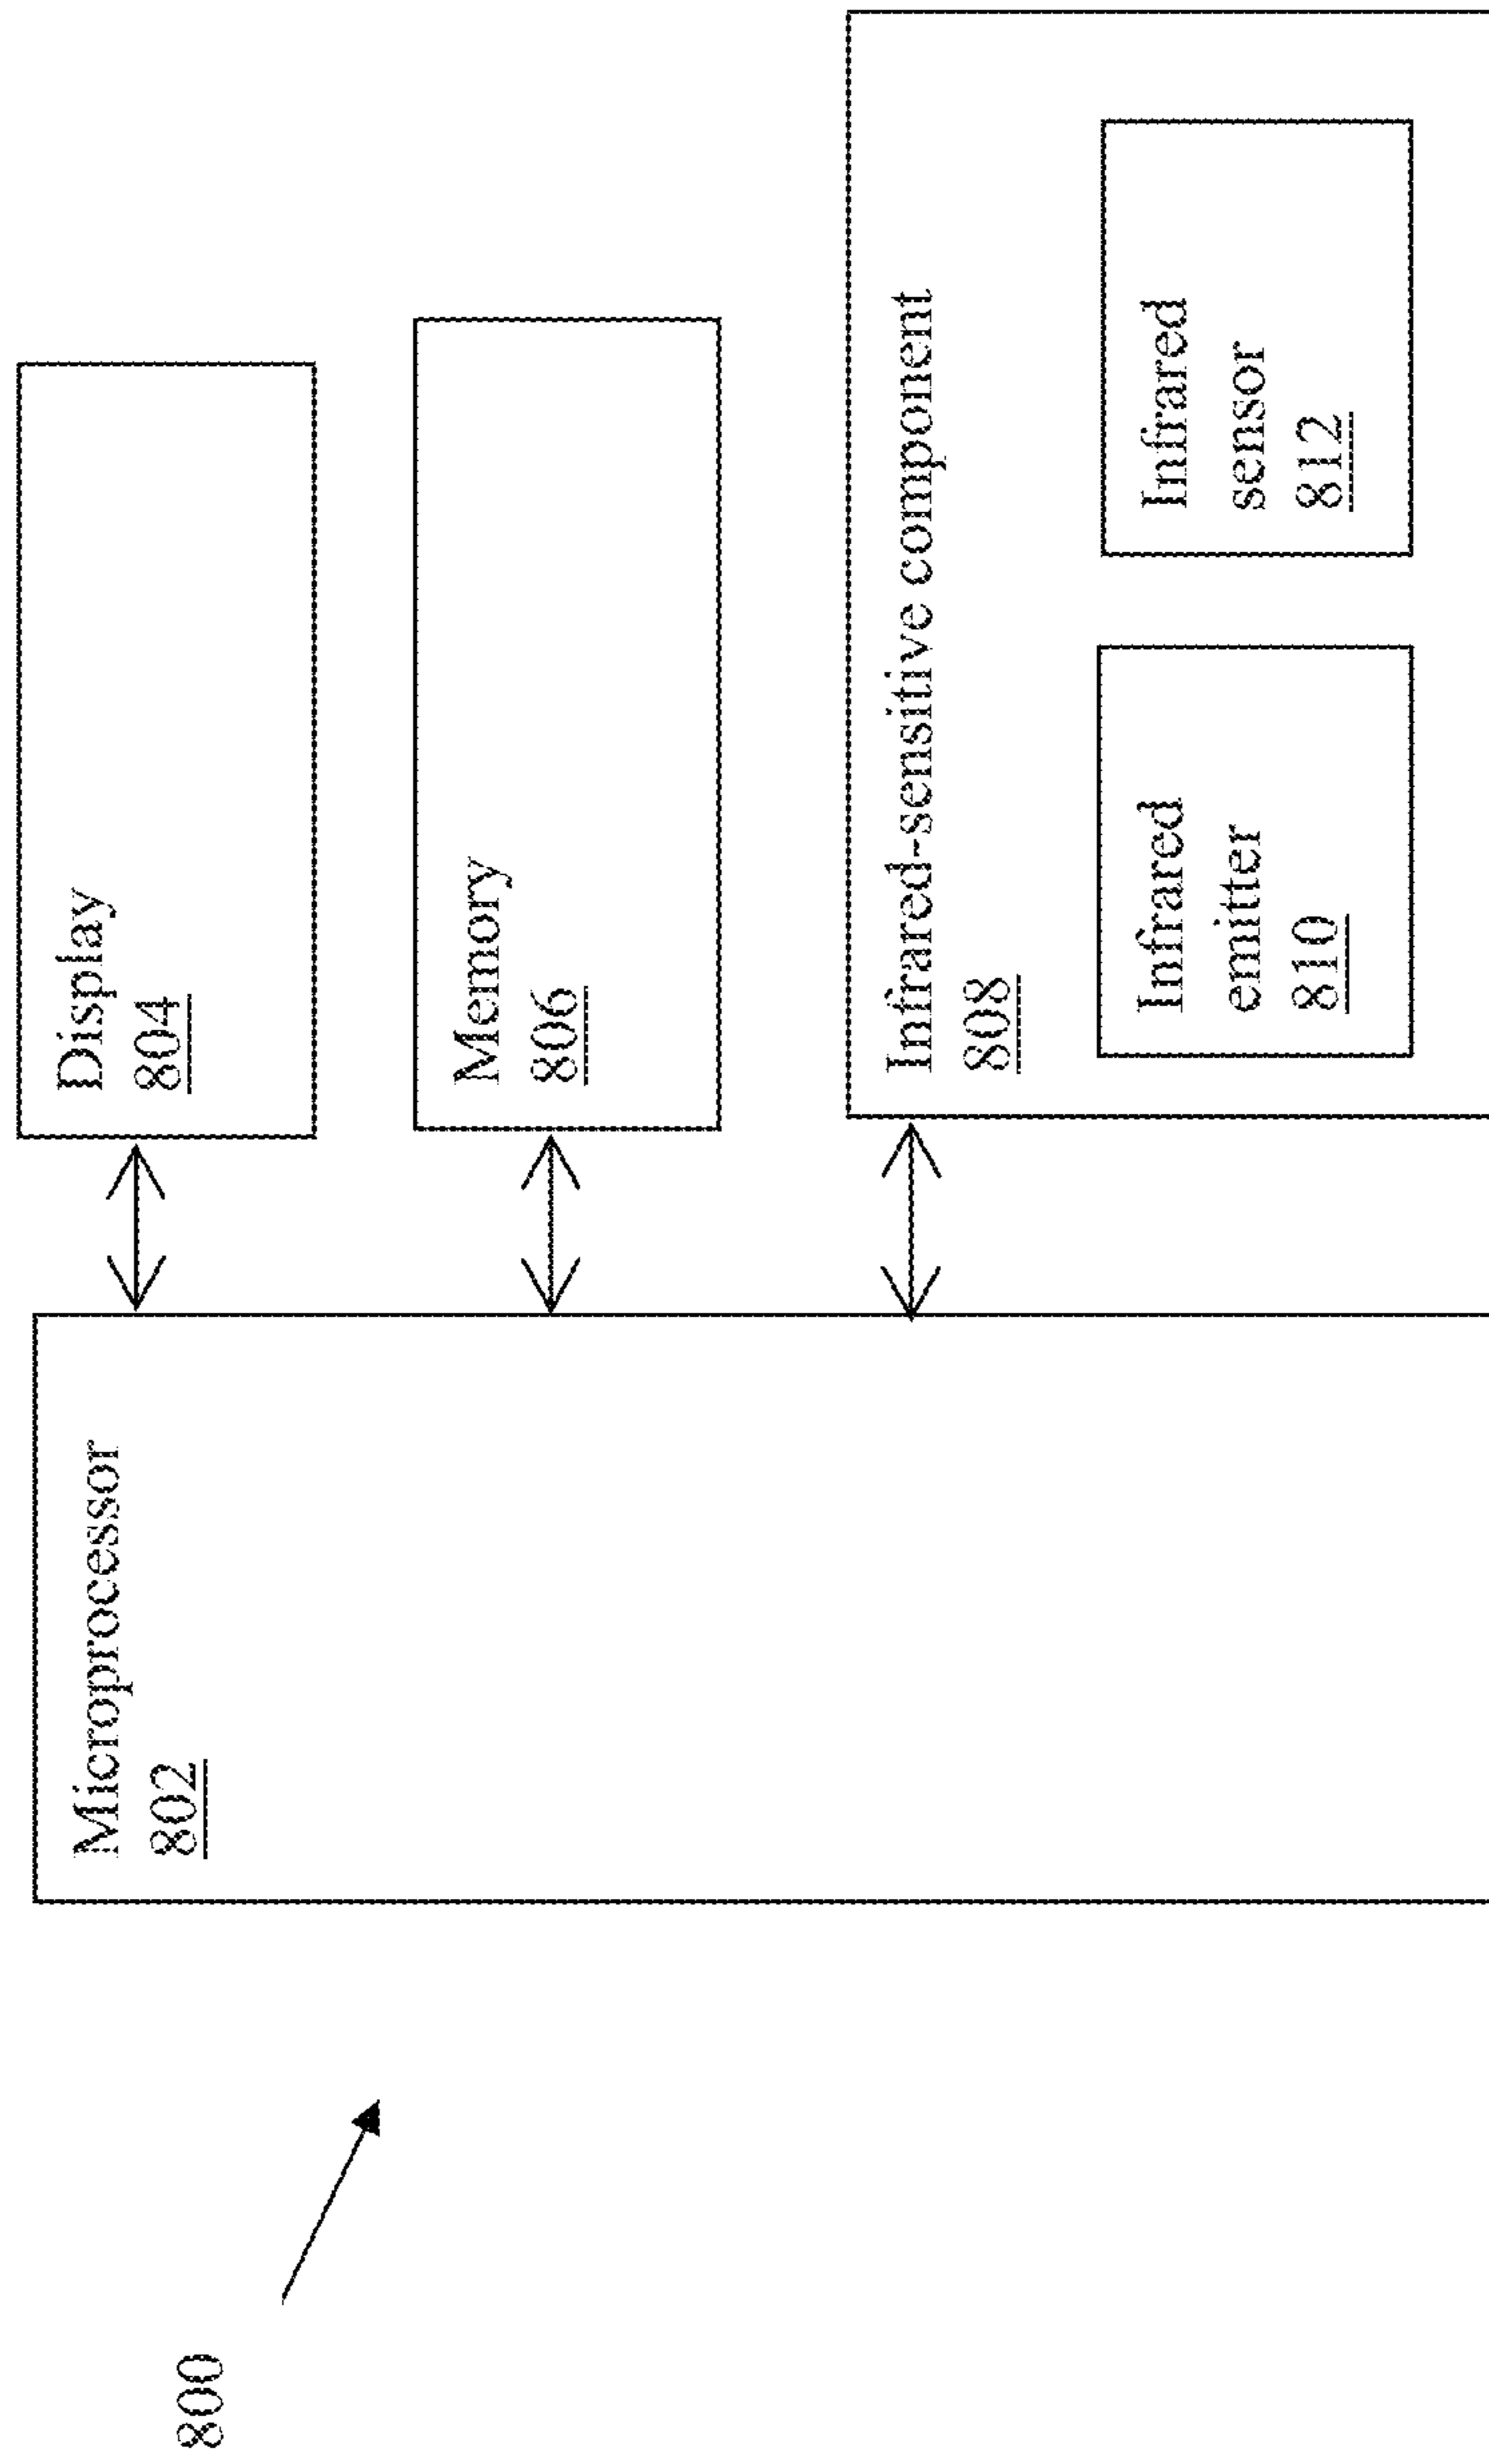 800
Microprocessor
802
Display
804
Memory
806
Infrared-sensitive component
808
Infrared
emitter
810
Infrared
sensor
812